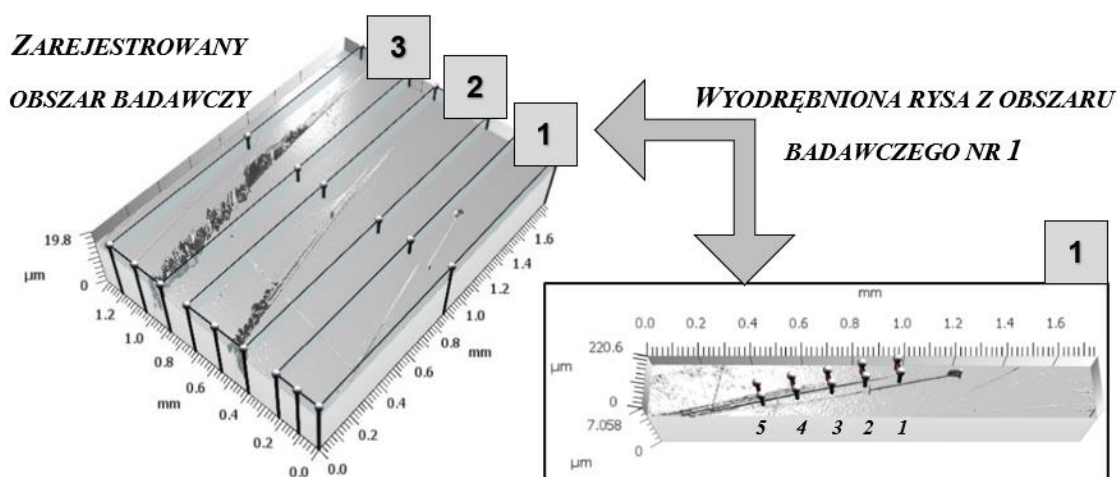 ZAREJESTROWANY
OBSZAR BADAWCZY
3
2
1
WYODRĘBNIONA RYSA Z OBSZARU
BADAWCZEGO NR 1
19.8
µm
0
1.2
1.0
0.8
0.6
0.4
0.2
0.0
mm
0.0
0.2
0.4
0.6
0.8
1.0
1.2
1.4
1.6
mm
1
mm
0.0 0.2 0.4 0.6 0.8 1.0 1.2 1.4 1.6
220.6
µm
0
7.058
µm
0
5 4 3 2 1